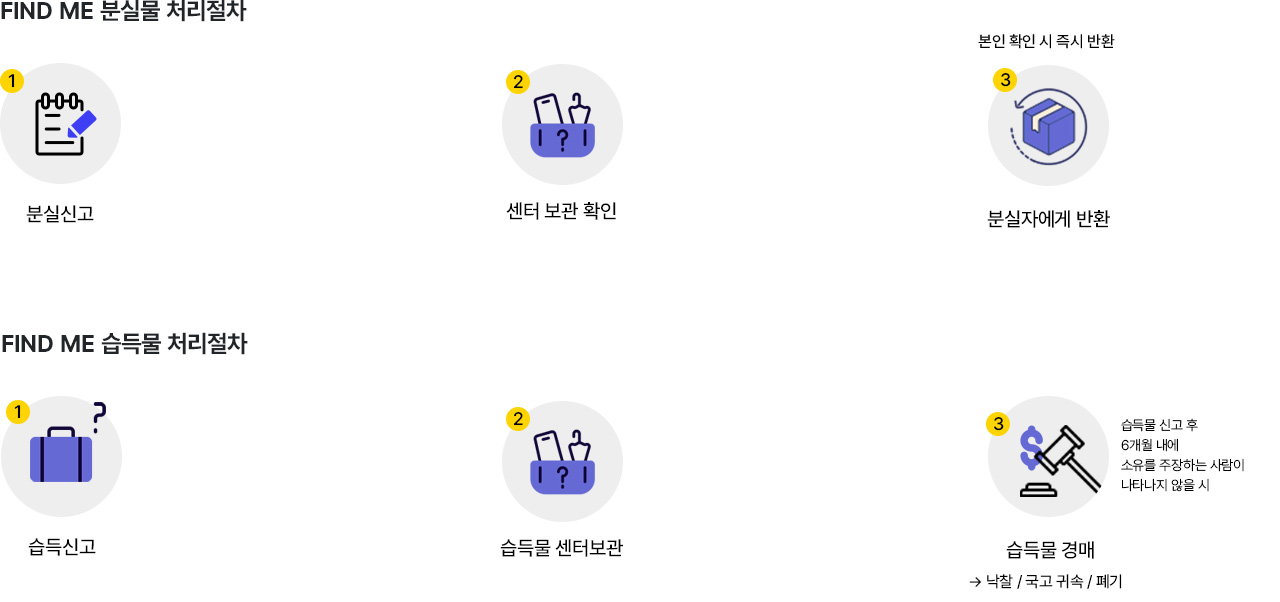 FIND ME 분실물 처리절차
1
분실신고
2
센터 보관 확인
본인 확인 시 즉시 반환
3
분실자에게 반환
FIND ME 습득물 처리절차
1
습득신고
2
습득물 센터보관
3
습득물 신고 후
6개월 내에
소유를 주장하는 사람이
나타나지 않을 시
습득물 경매
→ 낙찰 / 국고 귀속 / 폐기